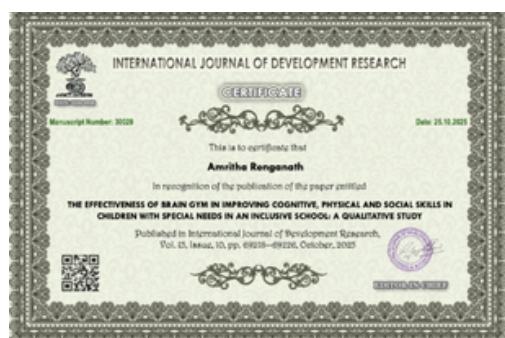 INTERNATIONAL JOURNAL OF DEVELOPMENT RESEARCH
CERTIFICATE
Manuscript Number: 30029 Date: 25.10.2025
This is to certificate that
Amritha Renganath
in recognition of the publication of the paper entitled
THE EFFECTIVENESS OF BRAIN GYM IN IMPROVING COGNITIVE, PHYSICAL AND SOCIAL SKILLS IN
CHILDREN WITH SPECIAL NEEDS IN AN INCLUSIVE SCHOOL: A QUALITATIVE STUDY
Published in International Journal of Development Research,
Vol. 15, Issue, 10, pp. October, 2025
EDITOR-IN-CHIEF